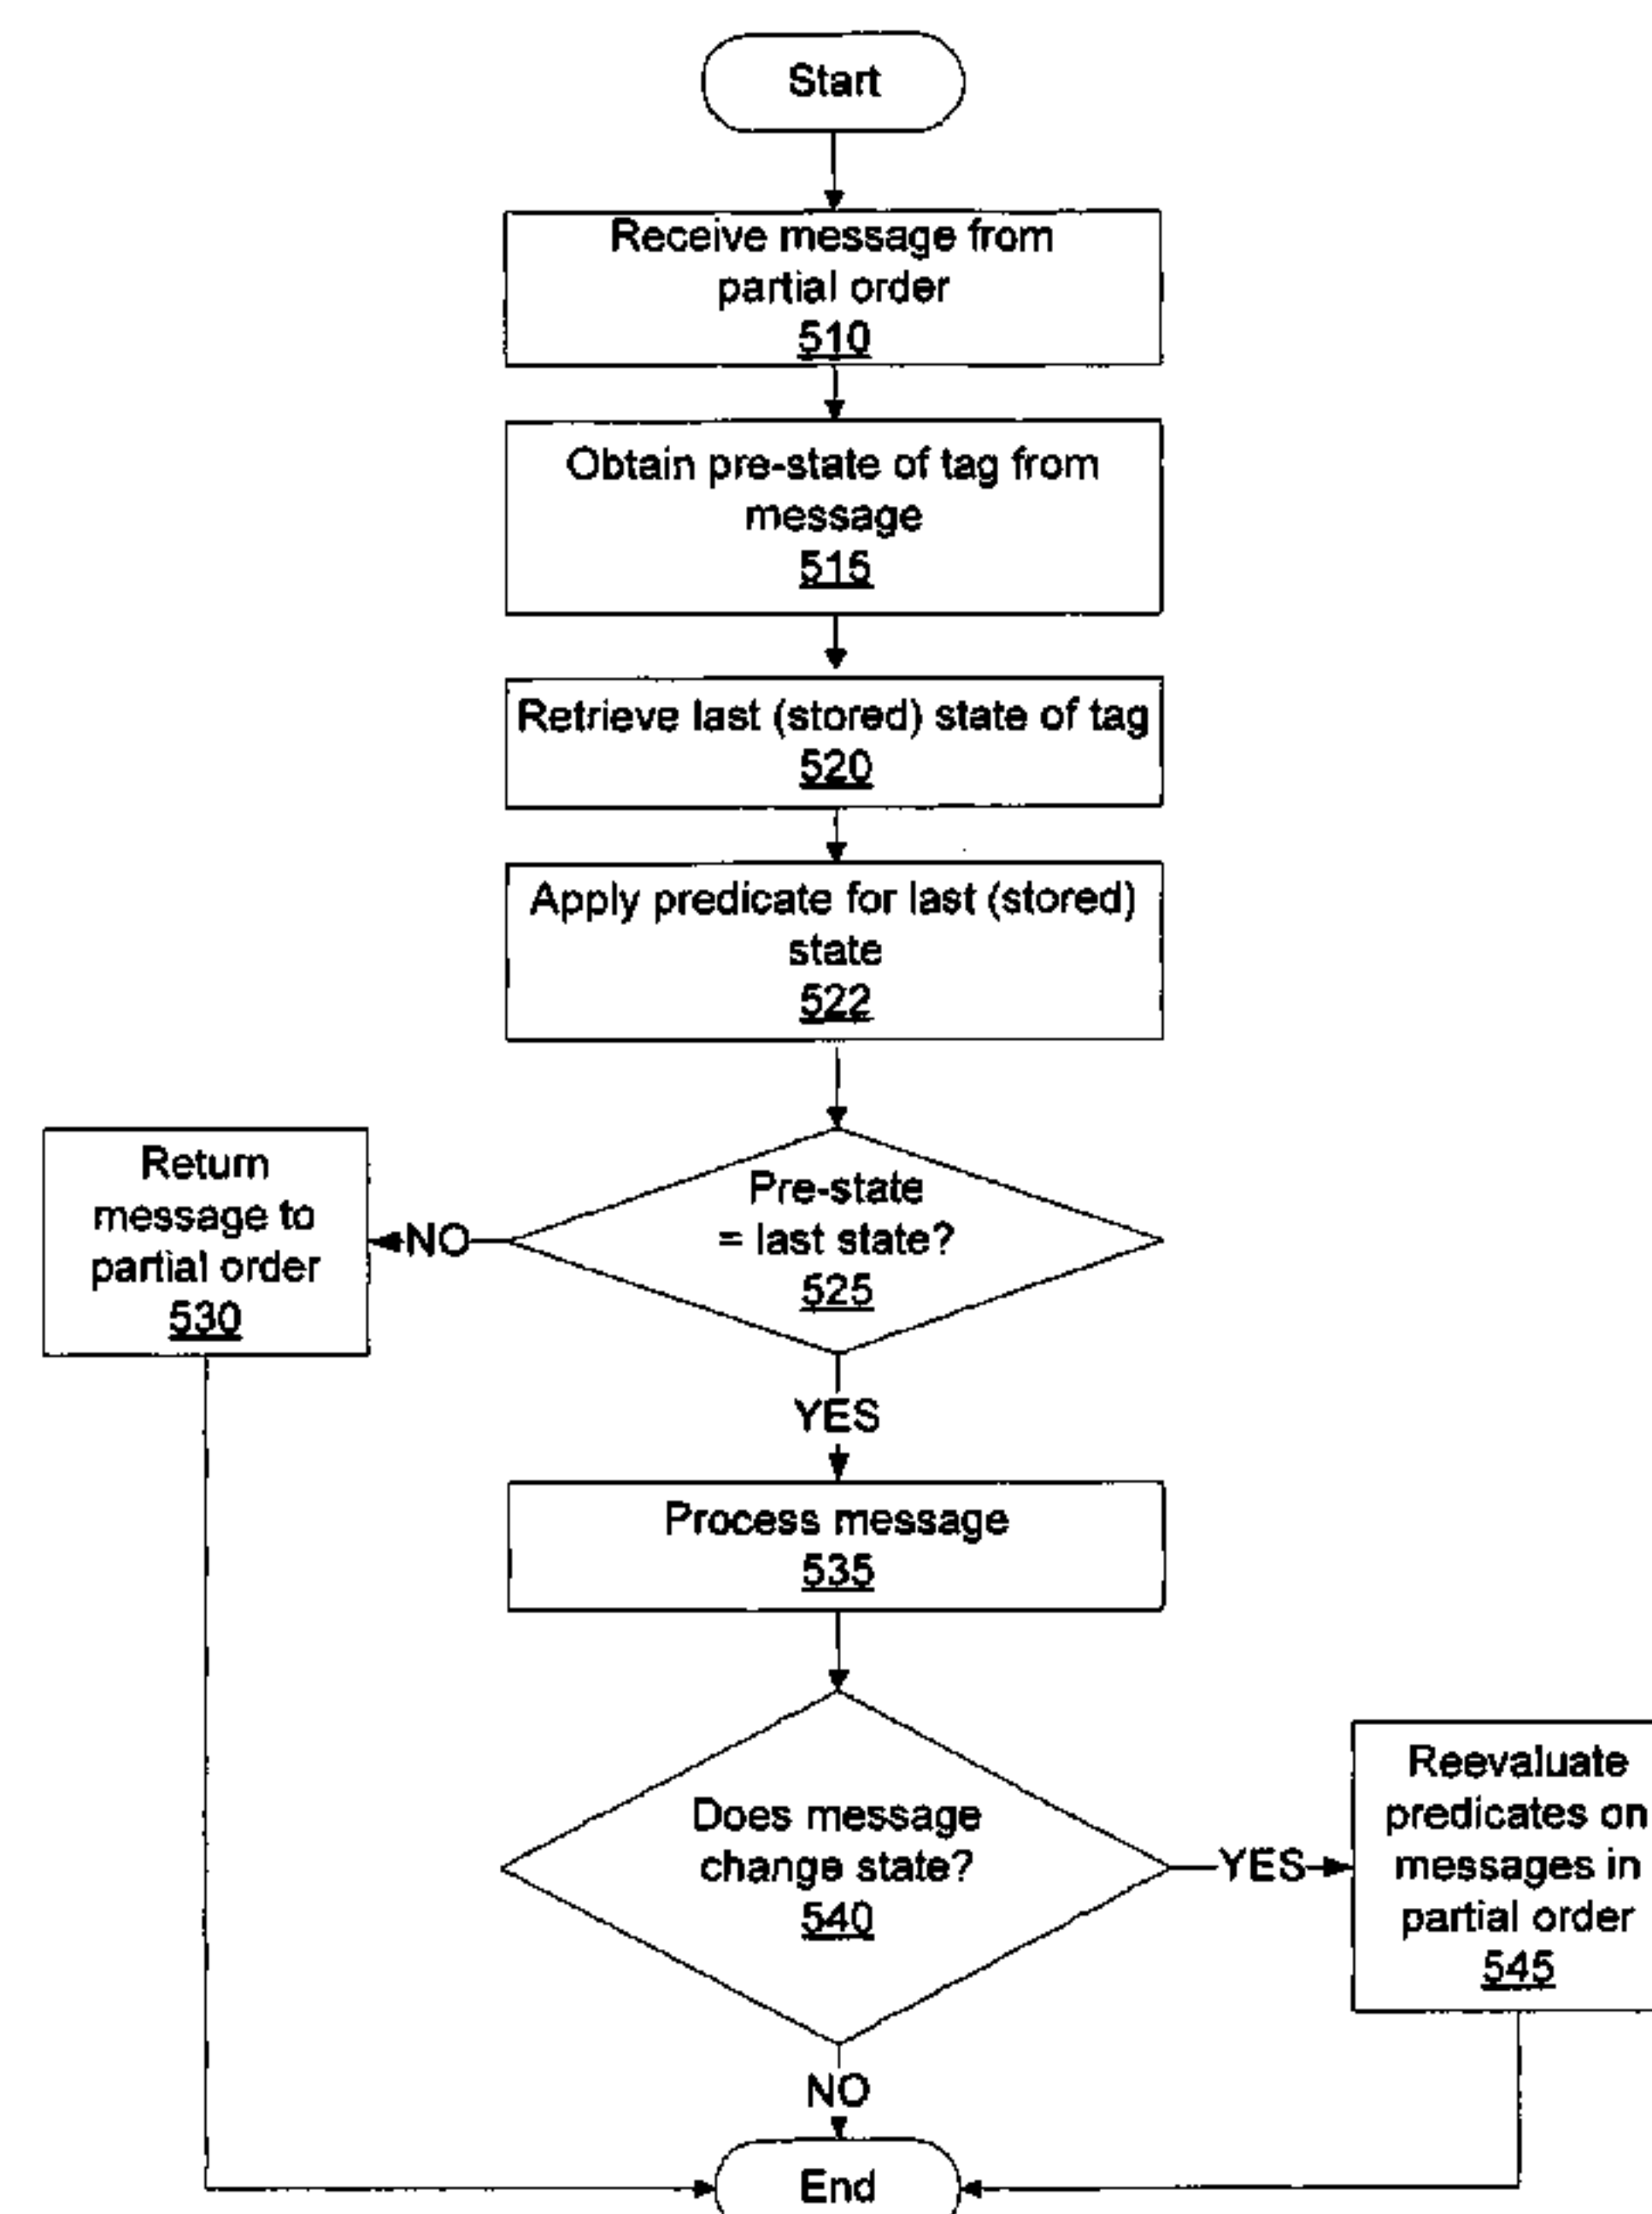 Start
Receive message from
partial order
510
Obtain pre-state of tag from
message
515
Retrieve last (stored) state of tag
520
Apply predicate for last (stored)
state
522
Return
message to
partial order
530
NO
Pre-state
= last state?
525
YES
Process message
535
Does message
change state?
540
YES
Reevaluate
predicates on
messages in
partial order
545
NO
End